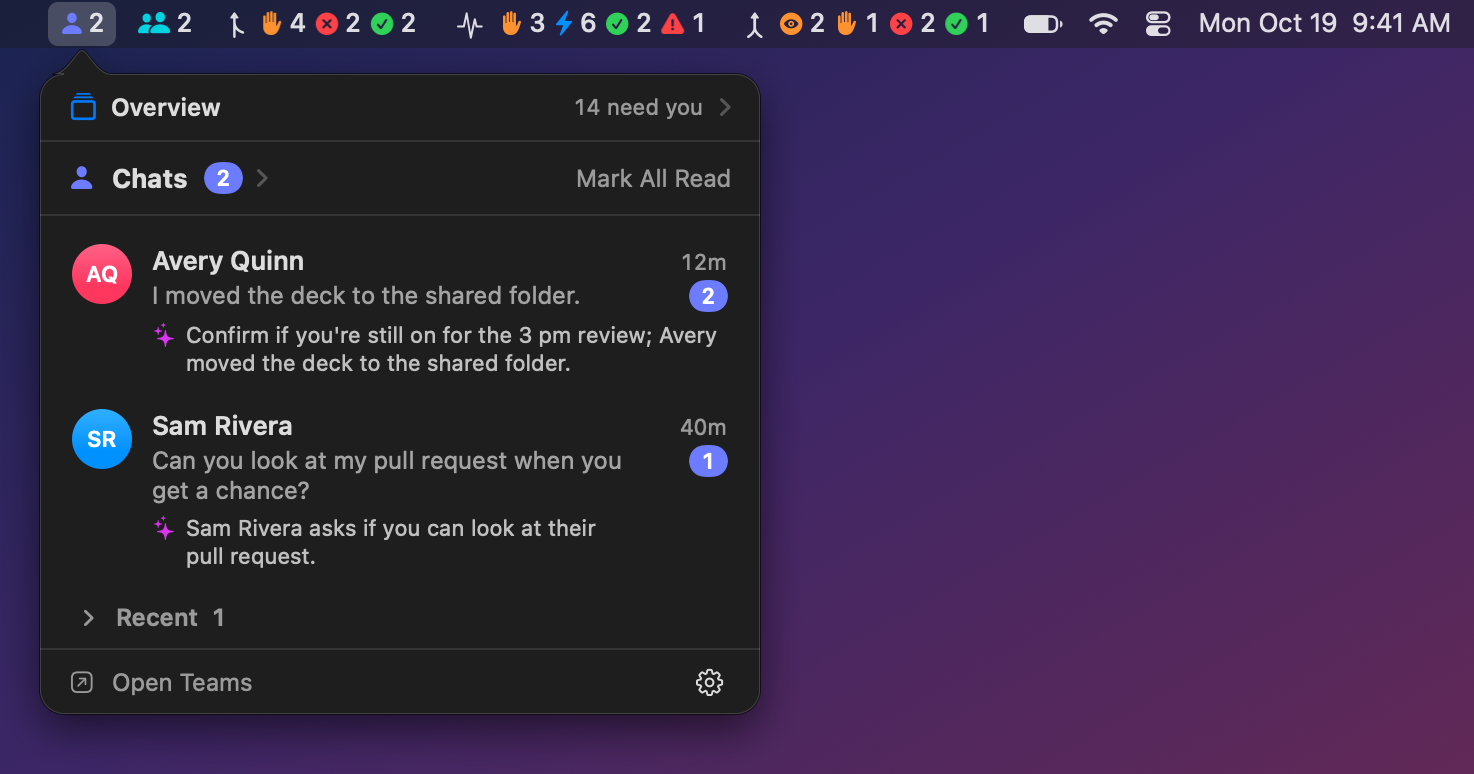 2 2 4 2 2 3 6 2 1 2 1 2 1 Mon Oct 19 9:41 AM
Overview 14 need you
Chats 2 Mark All Read
AQ Avery Quinn 12m
I moved the deck to the shared folder. 2
Confirm if you're still on for the 3 pm review; Avery
moved the deck to the shared folder.
SR Sam Rivera 40m
Can you look at my pull request when you 1
get a chance?
Sam Rivera asks if you can look at their
pull request.
Recent 1
Open Teams